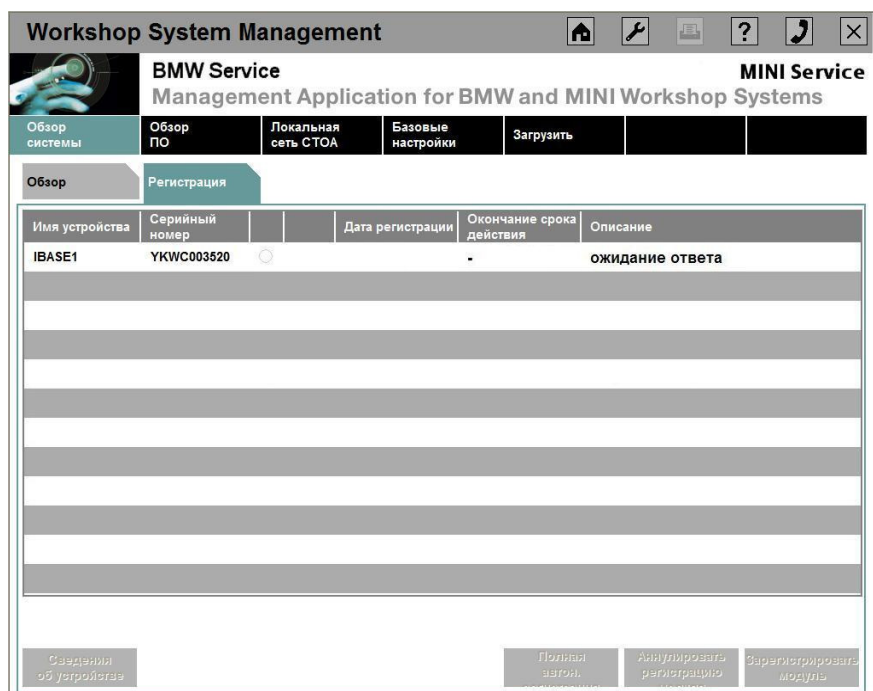 Workshop System Management
?
BMW Service
MINI Service
Management Application for BMW and MINI Workshop Systems
Обзор
системы
Обзор
ПО
Локальная
сеть СТОА
Базовые
настройки
Загрузить
Обзор
Регистрация
Имя устройства
Серийный
номер
Дата регистрации
Окончание срока
действия
Описание
IBASE1
YKWC003520
-
ожидание ответа
Сведения
об устройстве
Полная
автон.
Аннулировать
регистрацию
Зарегистрировать
модуль